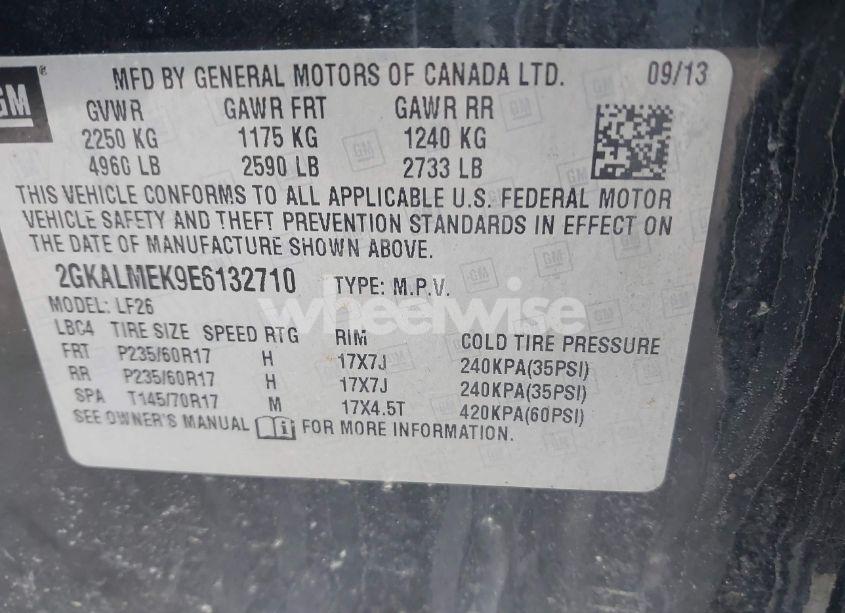 GM ®
MFD BY GENERAL MOTORS OF CANADA LTD. 09/13
GVWR GAWR FRT GAWR RR
2250 KG 1175 KG 1240 KG
4960 LB 2590 LB 2733 LB
THIS VEHICLE CONFORMS TO ALL APPLICABLE U.S. FEDERAL MOTOR
VEHICLE SAFETY AND THEFT PREVENTION STANDARDS IN EFFECT ON
THE DATE OF MANUFACTURE SHOWN ABOVE.
2GKALMEK9E6132710 TYPE: M.P.V.
wheelwise
MODEL: LF26
LBC4 TIRE SIZE SPEED RTG RIM COLD TIRE PRESSURE
FRT P235/60R17 H 17X7J 240KPA(35PSI)
RR P235/60R17 H 17X7J 240KPA(35PSI)
SPA T145/70R17 M 17X4.5T 420KPA(60PSI)
SEE OWNER'S MANUAL i FOR MORE INFORMATION.